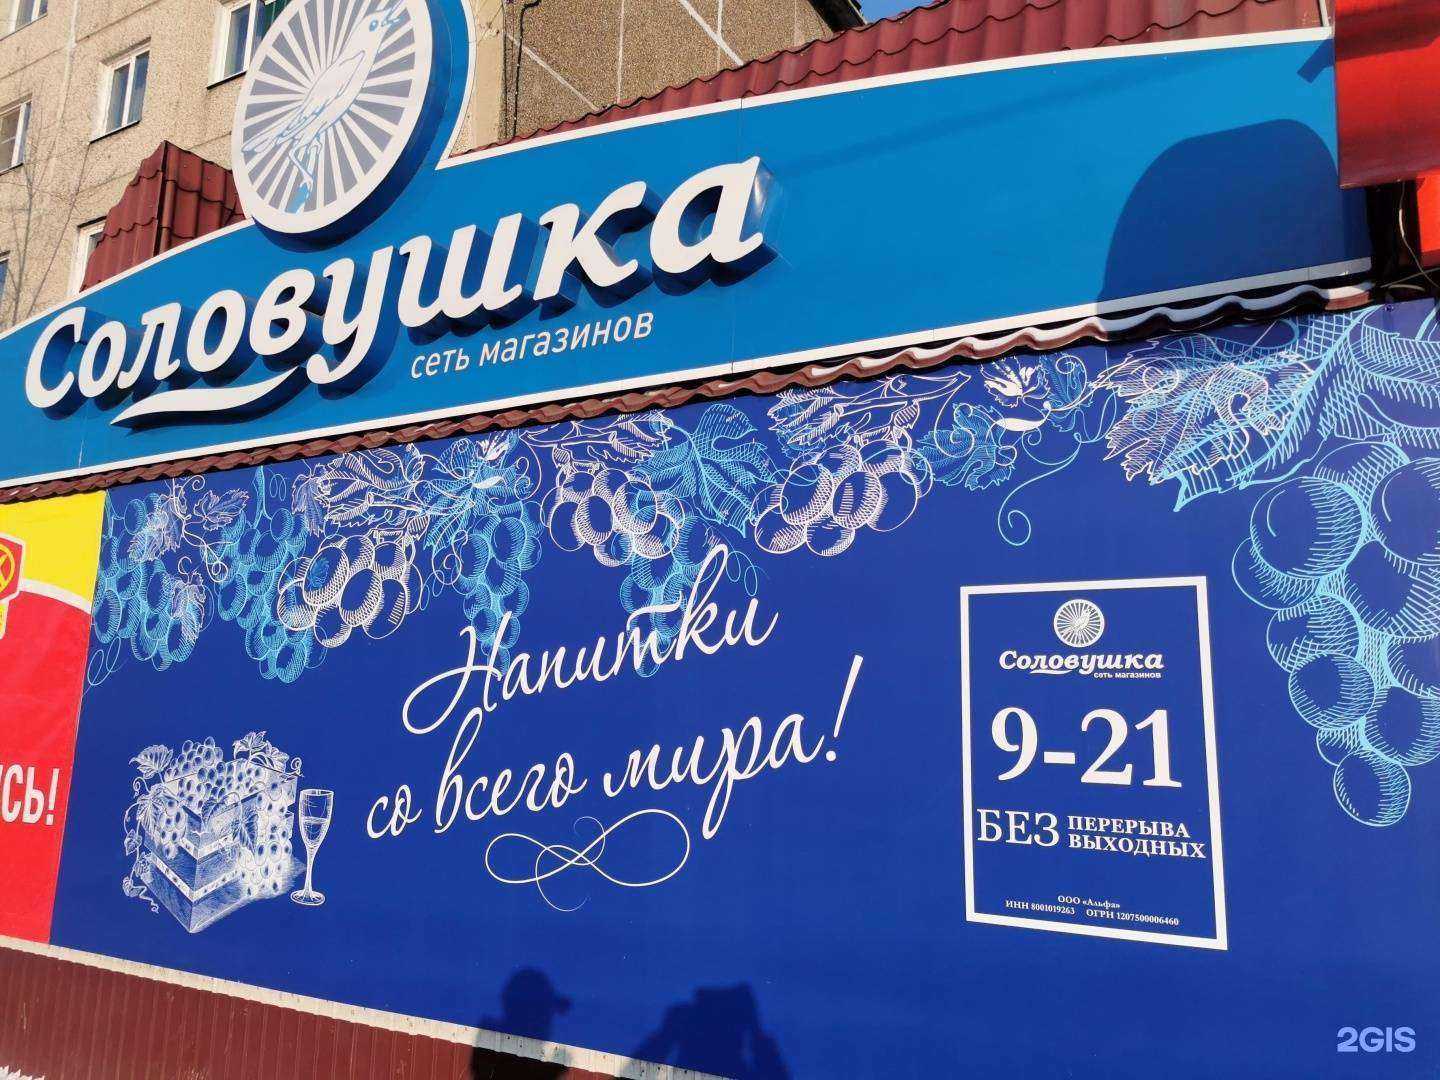 Соловушка
сеть магазинов
Напитки
со всего мира!
СЬ!
Соловушка
сеть магазинов
9-21
БЕЗ ПЕРЕРЫВА
ВЫХОДНЫХ
ООО «Альфа»
ИНН 8001019263 ОГРН 1207500006460
2GIS